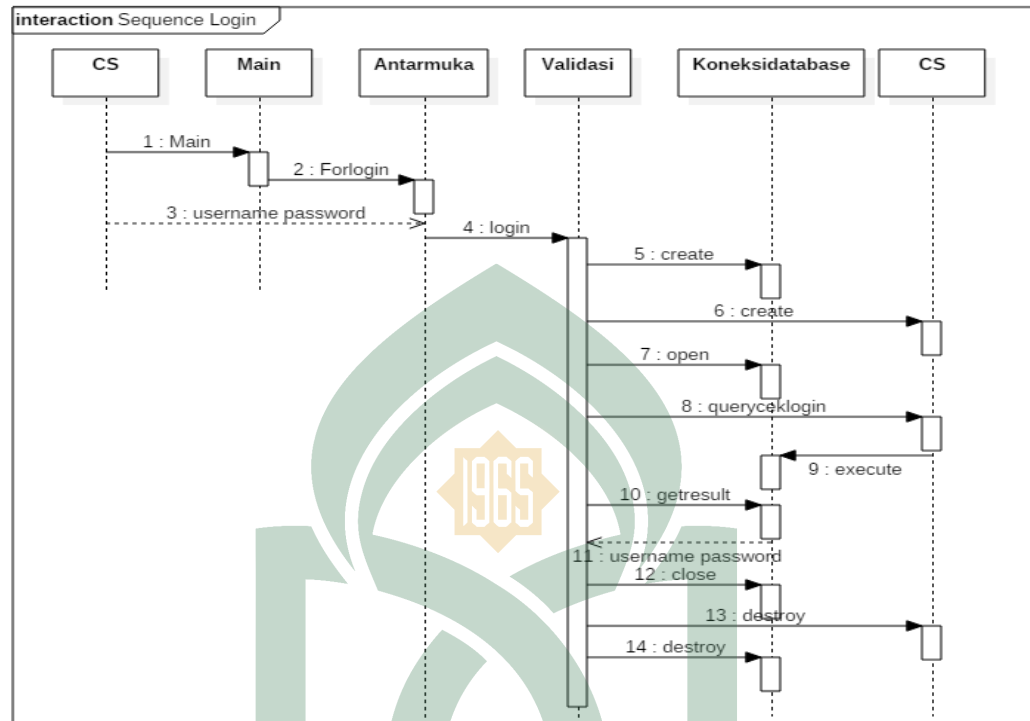 interaction Sequence Login
CS
Main
Antarmuka
Validasi
Koneksidatabase
CS
1 : Main
2 : Forlogin
3 : username password
4 : login
5 : create
6 : create
7 : open
8 : queryceklogin
9 : execute
10 : getresult
11 : username password
12 : close
13 : destroy
14 : destroy
1965